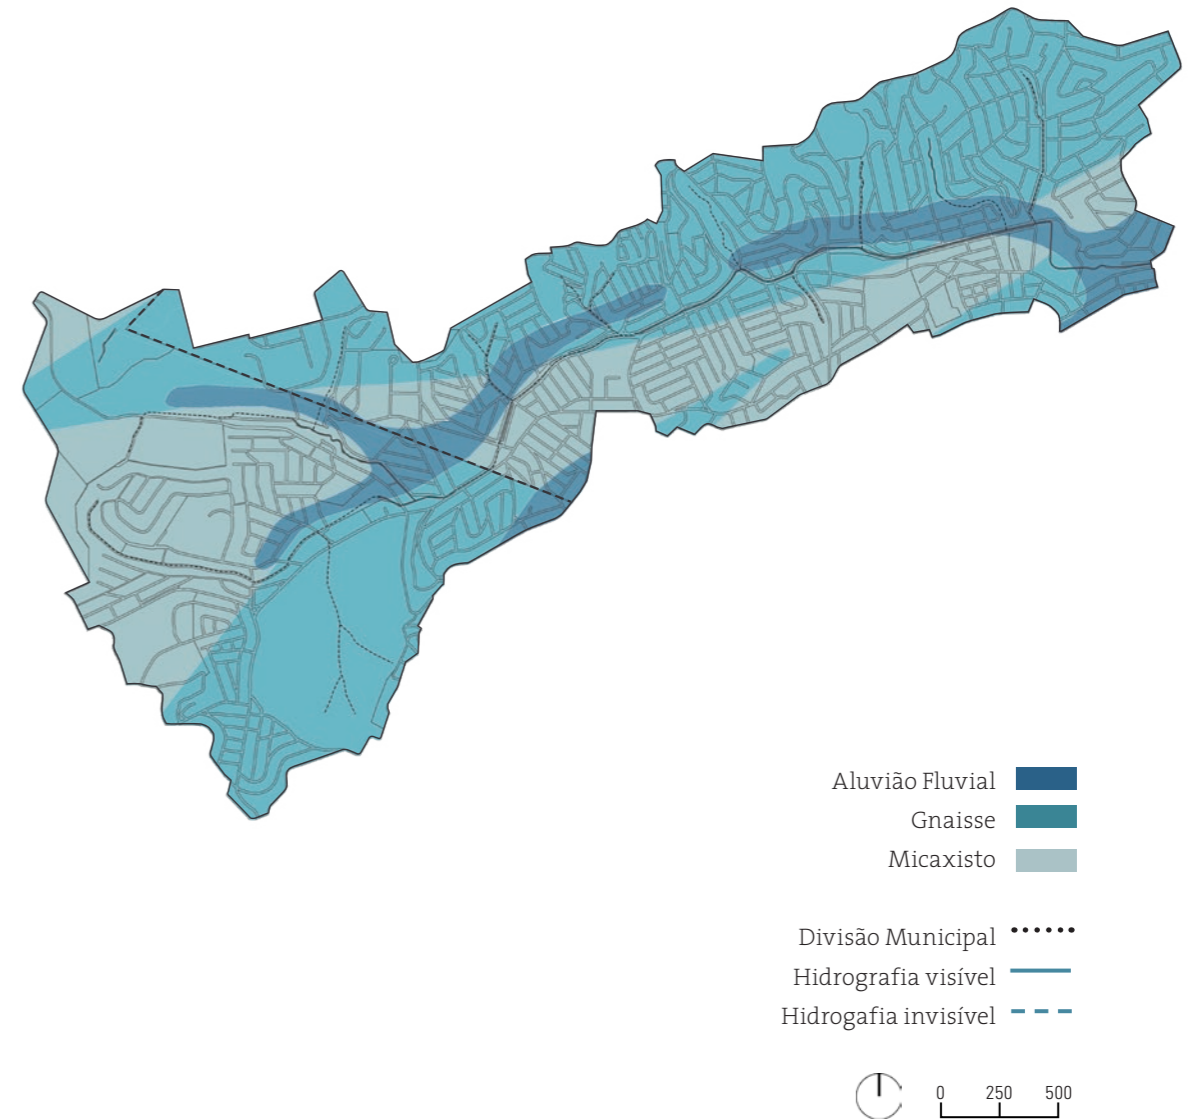 Aluvião Fluvial
Gnaisse
Micaxisto
Divisão Municipal
Hidrografia visível
Hidrogafia invisível
0 250 500